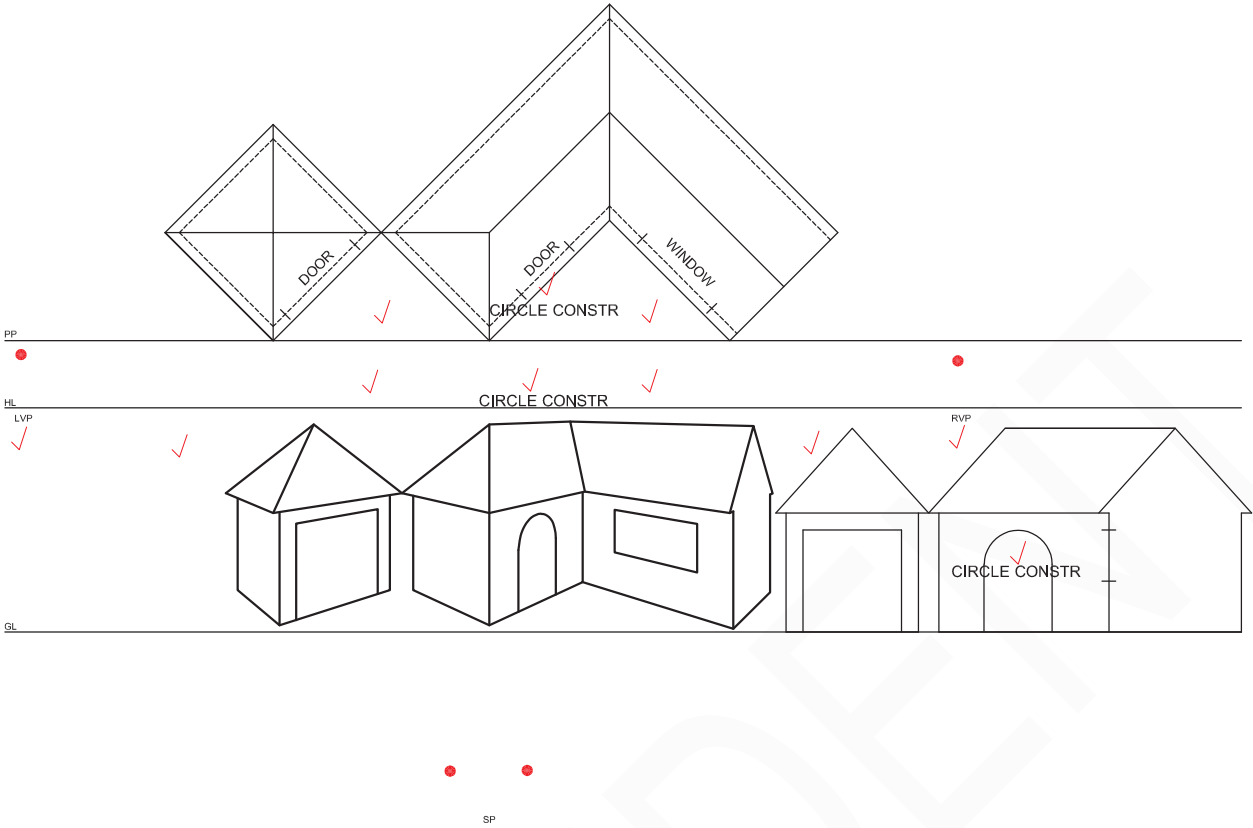 DOOR
DOOR
WINDOW
CIRCLE CONSTR
PP
CIRCLE CONSTR
HL
LVP
RVP
CIRCLE CONSTR
GL
SP